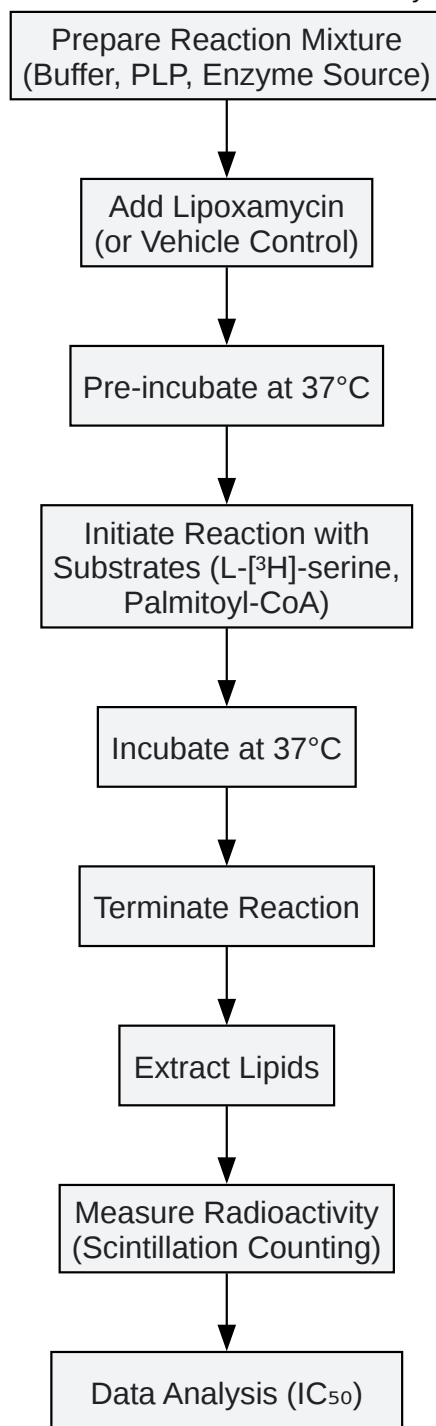 Prepare Reaction Mixture
(Buffer, PLP, Enzyme Source)
Add Lipoxamycin
(or Vehicle Control)
Pre-incubate at 37°C
Initiate Reaction with
Substrates (L-[³H]-serine,
Palmitoyl-CoA)
Incubate at 37°C
Terminate Reaction
Extract Lipids
Measure Radioactivity
(Scintillation Counting)
Data Analysis (IC₅₀)